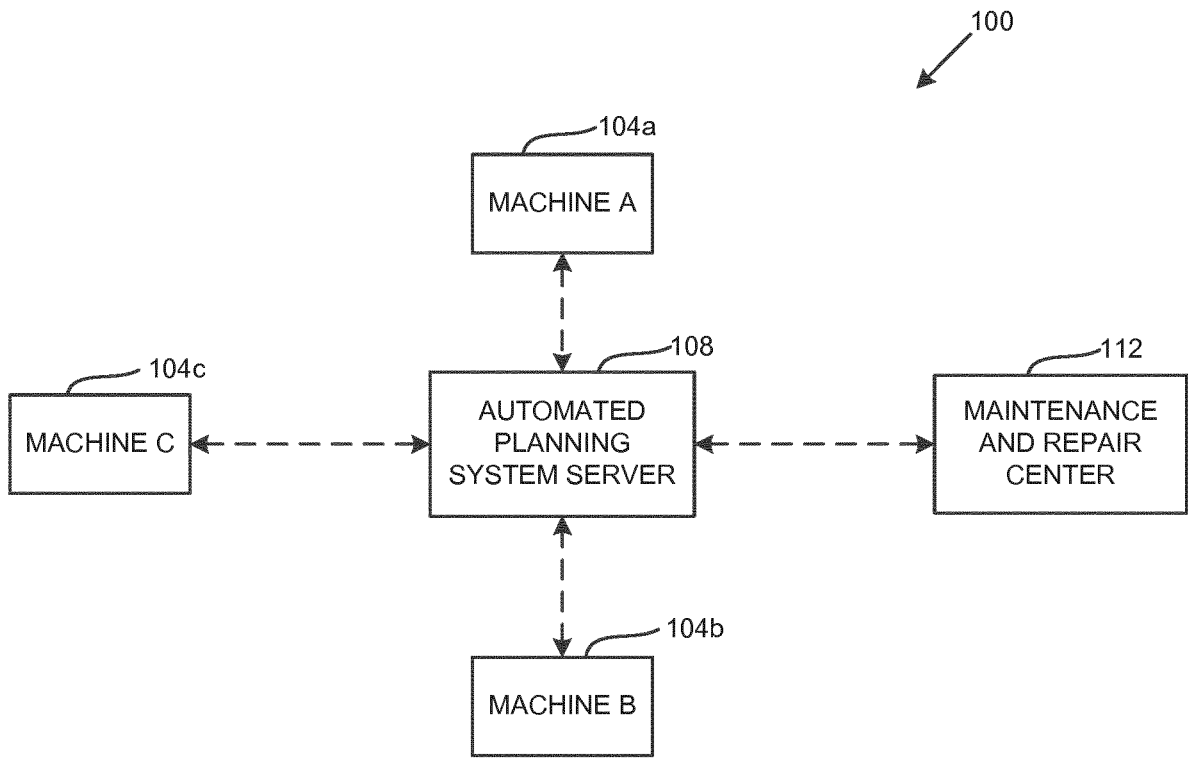 100
104a
MACHINE A
108
AUTOMATED
PLANNING
SYSTEM SERVER
104c
MACHINE C
112
MAINTENANCE
AND REPAIR
CENTER
104b
MACHINE B